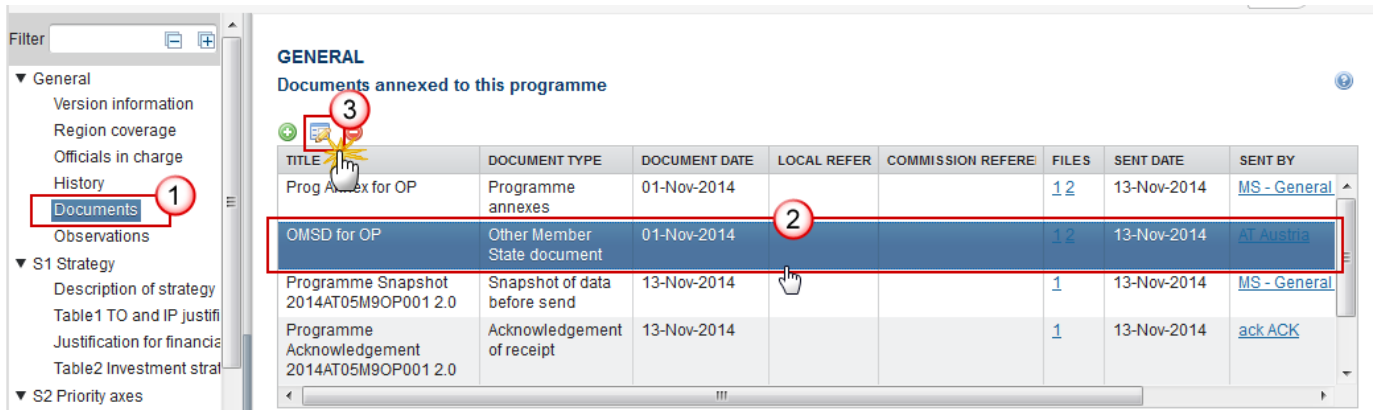 Filter
▼ General
Version information
Region coverage
Officials in charge
History
Documents
Observations
▼ S1 Strategy
Description of strategy
Table1 TO and IP justifi
Justification for financia
Table2 Investment strat
▼ S2 Priority axes
1
GENERAL
Documents annexed to this programme
3
TITLE DOCUMENT TYPE DOCUMENT DATE LOCAL REFER COMMISSION REFERE FILES SENT DATE SENT BY
Prog Annex for OP Programme 01-Nov-2014 1 2 13-Nov-2014 MS - General
annexes
2
OMSD for OP Other Member 01-Nov-2014 1 2 13-Nov-2014 AT Austria
State document
Programme Snapshot Snapshot of data 13-Nov-2014 1 13-Nov-2014 MS - General
2014AT05M9OP001 2.0 before send
Programme Acknowledgement 13-Nov-2014 1 13-Nov-2014 ack ACK
Acknowledgement of receipt
2014AT05M9OP001 2.0